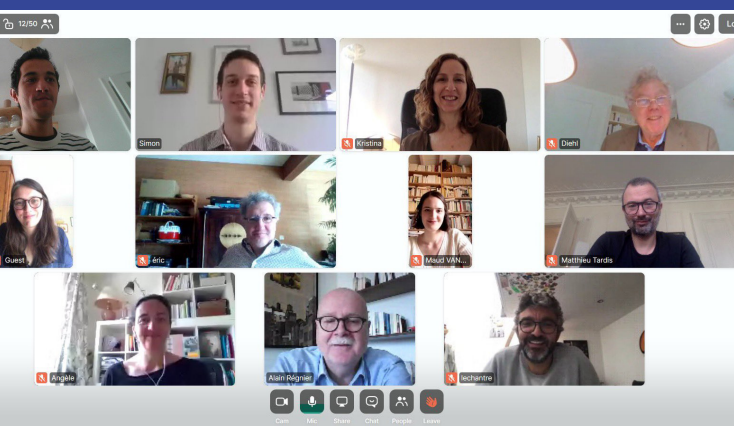 12/50
Lo
Simon
Kristina
Diehl
Guest
éric
Maud VAN...
Matthieu Tardis
Angèle
Alain Régnier
lechantre
Cam
Mic
Share
Chat
People
Leave